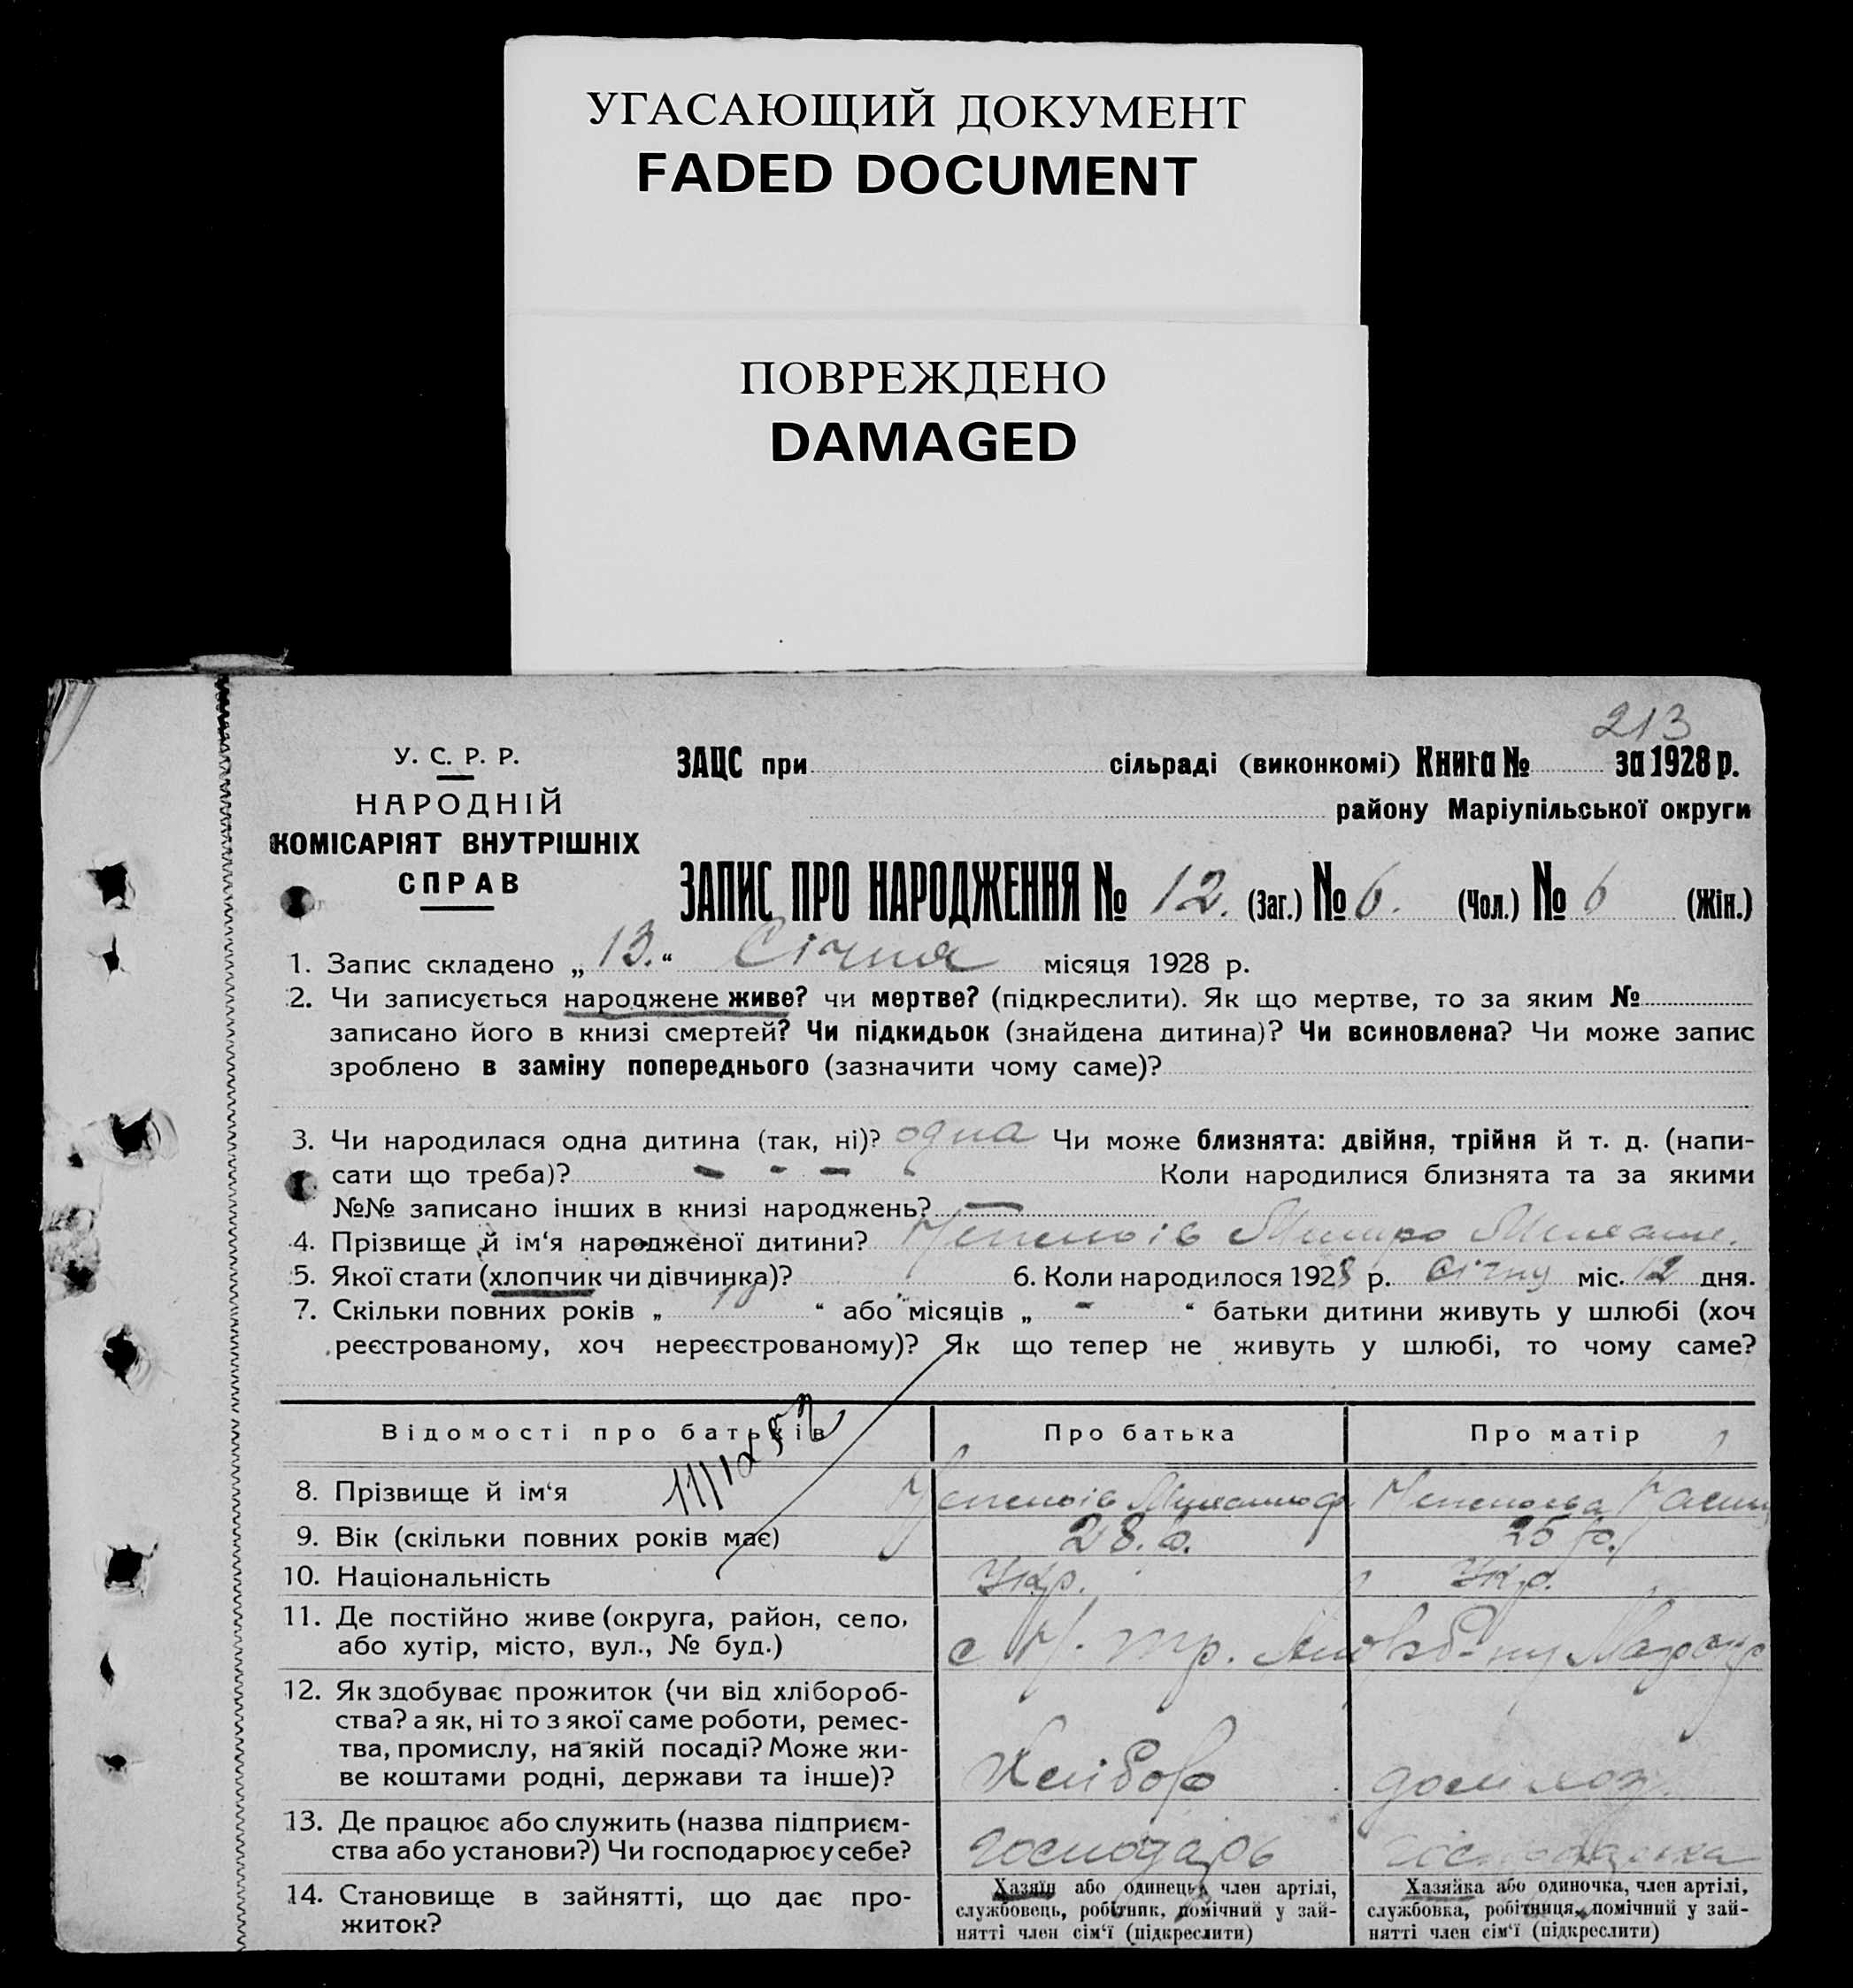 УГАСАЮЩИЙ ДОКУМЕНТ
FADED DOCUMENT
ПОВРЕЖДЕНО
DAMAGED
213
У. С. Р. Р.
НАРОДНІЙ
КОМІСАРІЯТ ВНУТРІШНІХ
СПРАВ
ЗАЦС при сільраді (виконкомі) Книга № за 1928 р.
району Маріупільської округи
ЗАПИС ПРО НАРОДЖЕННЯ № 12. (Заг.) № 6. (Чол.) № 6 (Жін.)
1. Запис складено „ 13. “ Січня місяця 1928 р.
2. Чи записується народжене живе? чи мертве? (підкреслити). Як що мертве, то за яким №
записано його в книзі смертей? Чи підкидьок (знайдена дитина)? Чи всиновлена? Чи може запис
зроблено в заміну попереднього (зазначити чому саме)?
3. Чи народилася одна дитина (так, ні)? одна Чи може близнята: двійня, трійня й т. д. (напи-
сати що треба)? - - - Коли народилися близнята та за якими
№№ записано інших в книзі народжень? —
4. Прізвище й ім‘я народженої дитини?
5. Якої стати (хлопчик чи дівчинка)? 6. Коли народилося 1928 р. Січну міс. 12 дня.
7. Скільки повних років „ “ або місяців „ - “ батьки дитини живуть у шлюбі (хоч
реєстрованому, хоч нереєстрованому)? Як що тепер не живуть у шлюбі, то чому саме?
Відомості про батьків Про батька Про матір
8. Прізвище й ім‘я
9. Вік (скільки повних років має) 28. р. 25 р.
10. Національність Укр. Укр.
11. Де постійно живе (округа, район, село,
або хутір, місто, вул., № буд.)
12. Як здобуває прожиток (чи від хлібороб-
ства? а як, ні то з якої саме роботи, ремес-
тва, промислу, на якій посаді? Може жи-
ве коштами родні, держави та інше)? Хлібор
13. Де працює або служить (назва підприєм-
ства або установи?) Чи господарює у себе? Господарь
14. Становище в зайнятті, що дає про-
житок?
Хазяїн або одинець, член артілі,
службовець, робітник, помічний у зай-
нятті член сім‘ї (підкреслити)
Хазяйка або одиночка, член артілі,
службовка, робітниця, помічний у зай-
нятті член сім‘ї (підкреслити)